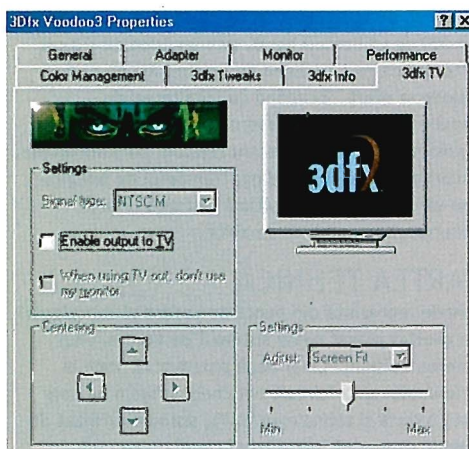 3Dfx Voodoo3 Properties
General Adapter Monitor Performance
Color Management 3dfx Tweaks 3dfx Info 3dfx TV
3dfx
Settings
Signal type: NTSC M
Enable output to TV
When using TV out, don't use
my monitor
Centering
Settings
Adjust: Screen Fit
Min Max